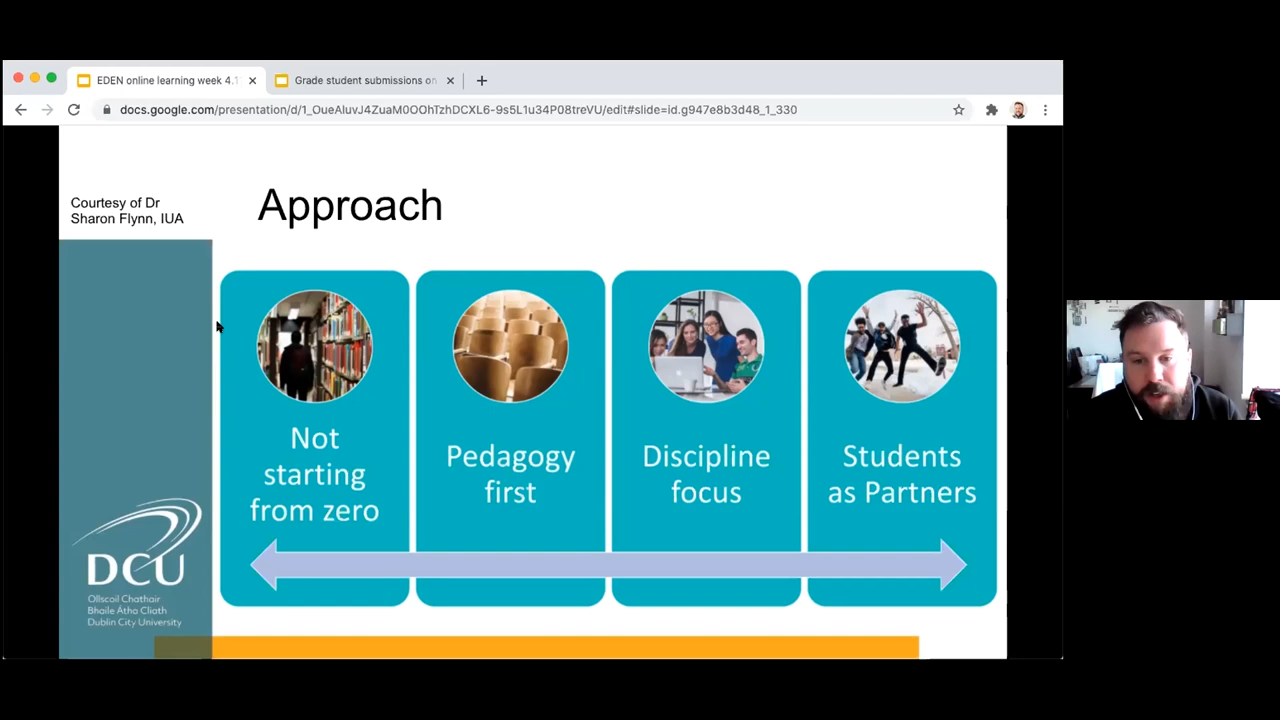 EDEN online learning week 4.1
Grade student submissions on
docs.google.com/presentation/d/1_OueAluvJ4ZuaM0OOhTzhDCXL6-9s5L1u34P08treVU/edit#slide=id.g947e8b3d48_1_330
Courtesy of Dr
Sharon Flynn, IUA
Approach
Not
starting
from zero
Pedagogy
first
Discipline
focus
Students
as Partners
DCU
Ollscoil Chathair
Bhaile Átha Cliath
Dublin City University